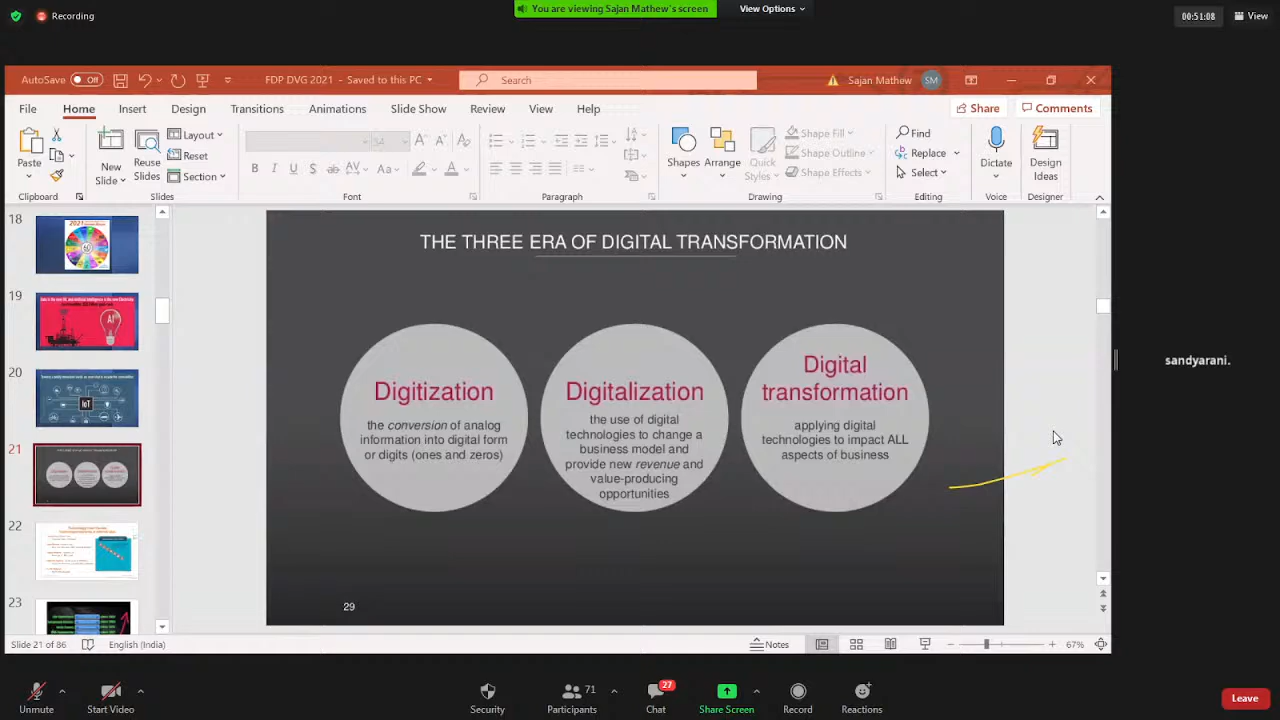 Recording
You are viewing Sajan Mathew's screen
View Options
00:51:08
View
AutoSave Off
FDP DVG 2021 - Saved to this PC
Search
Sajan Mathew
SM
File Home Insert Design Transitions Animations Slide Show Review View Help
Share
Comments
Paste
New Slides
Reuse Slides
Layout
Reset
Section
Shapes
Arrange
Quick Styles
Shape Fill
Shape Outline
Shape Effects
Find
Replace
Select
Dictate
Design Ideas
Clipboard
Slides
Font
Paragraph
Drawing
Editing
Voice
Designer
18
19
20
21
22
23
2021
AI
IoT
THE THREE ERA OF DIGITAL TRANSFORMATION
Digitization
the conversion of analog
information into digital form
or digits (ones and zeros)
Digitalization
the use of digital
technologies to change a
business model and
provide new revenue and
value-producing
opportunities
Digital
transformation
applying digital
technologies to impact ALL
aspects of business
29
sandyarani.
Slide 21 of 86
English (India)
Notes
67%
Unmute
Start Video
Security
71
Participants
27
Chat
Share Screen
Record
Reactions
Leave